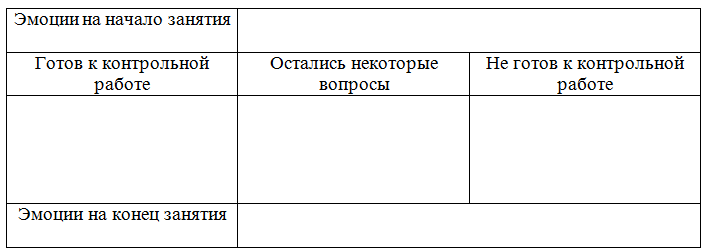 Эмоции на начало занятия
Готов к контрольной
работе
Остались некоторые
вопросы
Не готов к контрольной
работе
Эмоции на конец занятия